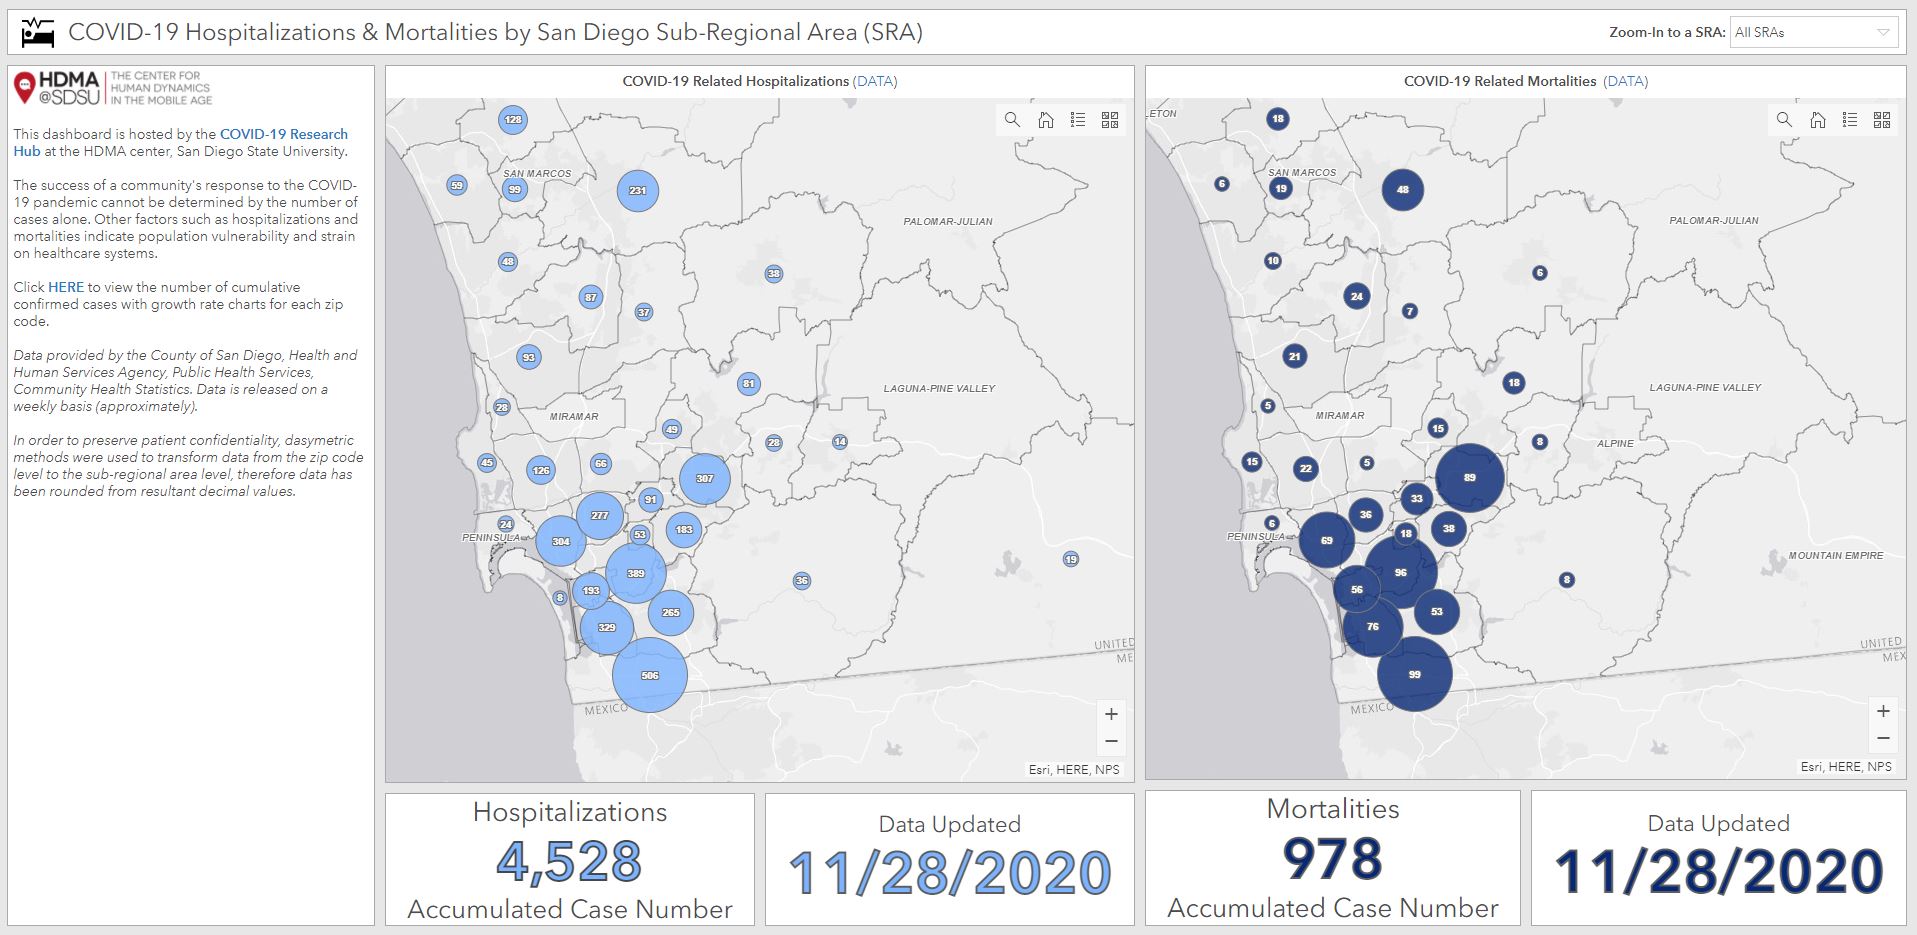 COVID-19 Hospitalizations & Mortalities by San Diego Sub-Regional Area (SRA)
Zoom-In to a SRA: All SRAs
HDMA
@SDSU
THE CENTER FOR
HUMAN DYNAMICS
IN THE MOBILE AGE
This dashboard is hosted by the COVID-19 Research
Hub at the HDMA center, San Diego State University.
The success of a community's response to the COVID-
19 pandemic cannot be determined by the number of
cases alone. Other factors such as hospitalizations and
mortalities indicate population vulnerability and strain
on healthcare systems.
Click HERE to view the number of cumulative
confirmed cases with growth rate charts for each zip
code.
Data provided by the County of San Diego, Health and
Human Services Agency, Public Health Services,
Community Health Statistics. Data is released on a
weekly basis (approximately).
In order to preserve patient confidentiality, dasymetric
methods were used to transform data from the zip code
level to the sub-regional area level, therefore data has
been rounded from resultant decimal values.
COVID-19 Related Hospitalizations (DATA)
128
SAN MARCOS
59
99
231
PALOMAR-JULIAN
48
38
87
37
93
81
LAGUNA-PINE VALLEY
28
MIRAMAR
49
28
14
45
126
66
307
91
277
24
183
53
PENINSULA
304
19
389
36
193
8
265
329
UNITED
ME
506
MEXICO
+
−
Esri, HERE, NPS
COVID-19 Related Mortalities (DATA)
LETON
18
SAN MARCOS
6
19
48
PALOMAR-JULIAN
10
6
24
7
21
18
LAGUNA-PINE VALLEY
5
MIRAMAR
15
8
ALPINE
15
22
5
89
33
36
6
38
18
PENINSULA
69
MOUNTAIN EMPIRE
96
8
56
53
76
UNITED
MEX
99
MEXICO
+
−
Esri, HERE, NPS
Hospitalizations
4,528
Accumulated Case Number
Data Updated
11/28/2020
Mortalities
978
Accumulated Case Number
Data Updated
11/28/2020